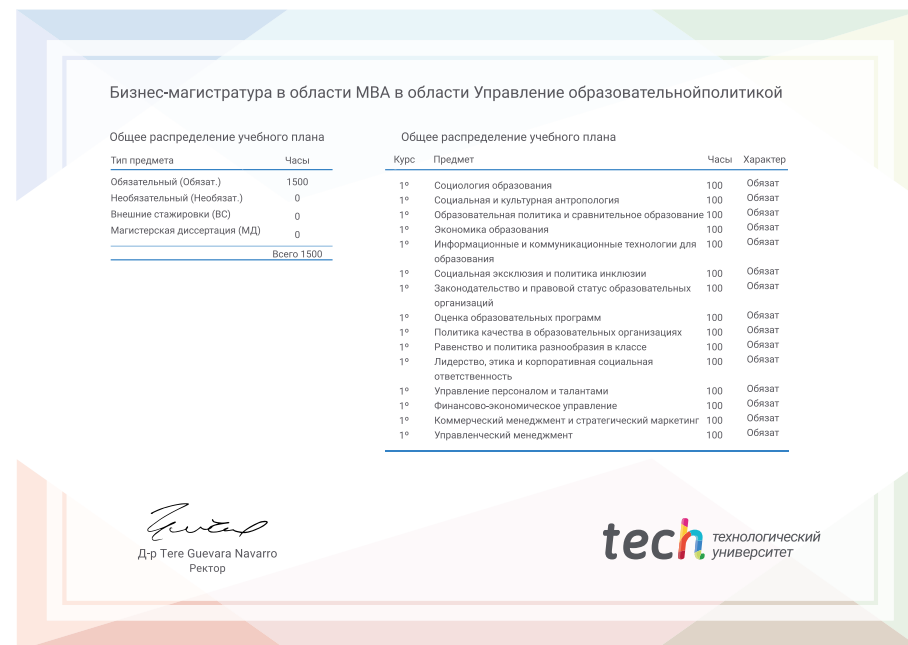 Бизнес-магистратура в области MBA в области Управление образовательнойполитикой
Общее распределение учебного плана
Тип предмета Часы
Обязательный (Обязат.) 1500
Необязательный (Необязат.) 0
Внешние стажировки (ВС) 0
Магистерская диссертация (МД) 0
Всего 1500
Общее распределение учебного плана
Курс Предмет Часы Характер
1º Социология образования 100 Обязат
1º Социальная и культурная антропология 100 Обязат
1º Образовательная политика и сравнительное образование 100 Обязат
1º Экономика образования 100 Обязат
1º Информационные и коммуникационные технологии для 100 Обязат
образования
1º Социальная эксклюзия и политика инклюзии 100 Обязат
1º Законодательство и правовой статус образовательных 100 Обязат
организаций
1º Оценка образовательных программ 100 Обязат
1º Политика качества в образовательных организациях 100 Обязат
1º Равенство и политика разнообразия в классе 100 Обязат
1º Лидерство, этика и корпоративная социальная 100 Обязат
ответственность
1º Управление персоналом и талантами 100 Обязат
1º Финансово-экономическое управление 100 Обязат
1º Коммерческий менеджмент и стратегический маркетинг 100 Обязат
1º Управленческий менеджмент 100 Обязат
Д-р Tere Guevara Navarro
Ректор
tech технологический
университет